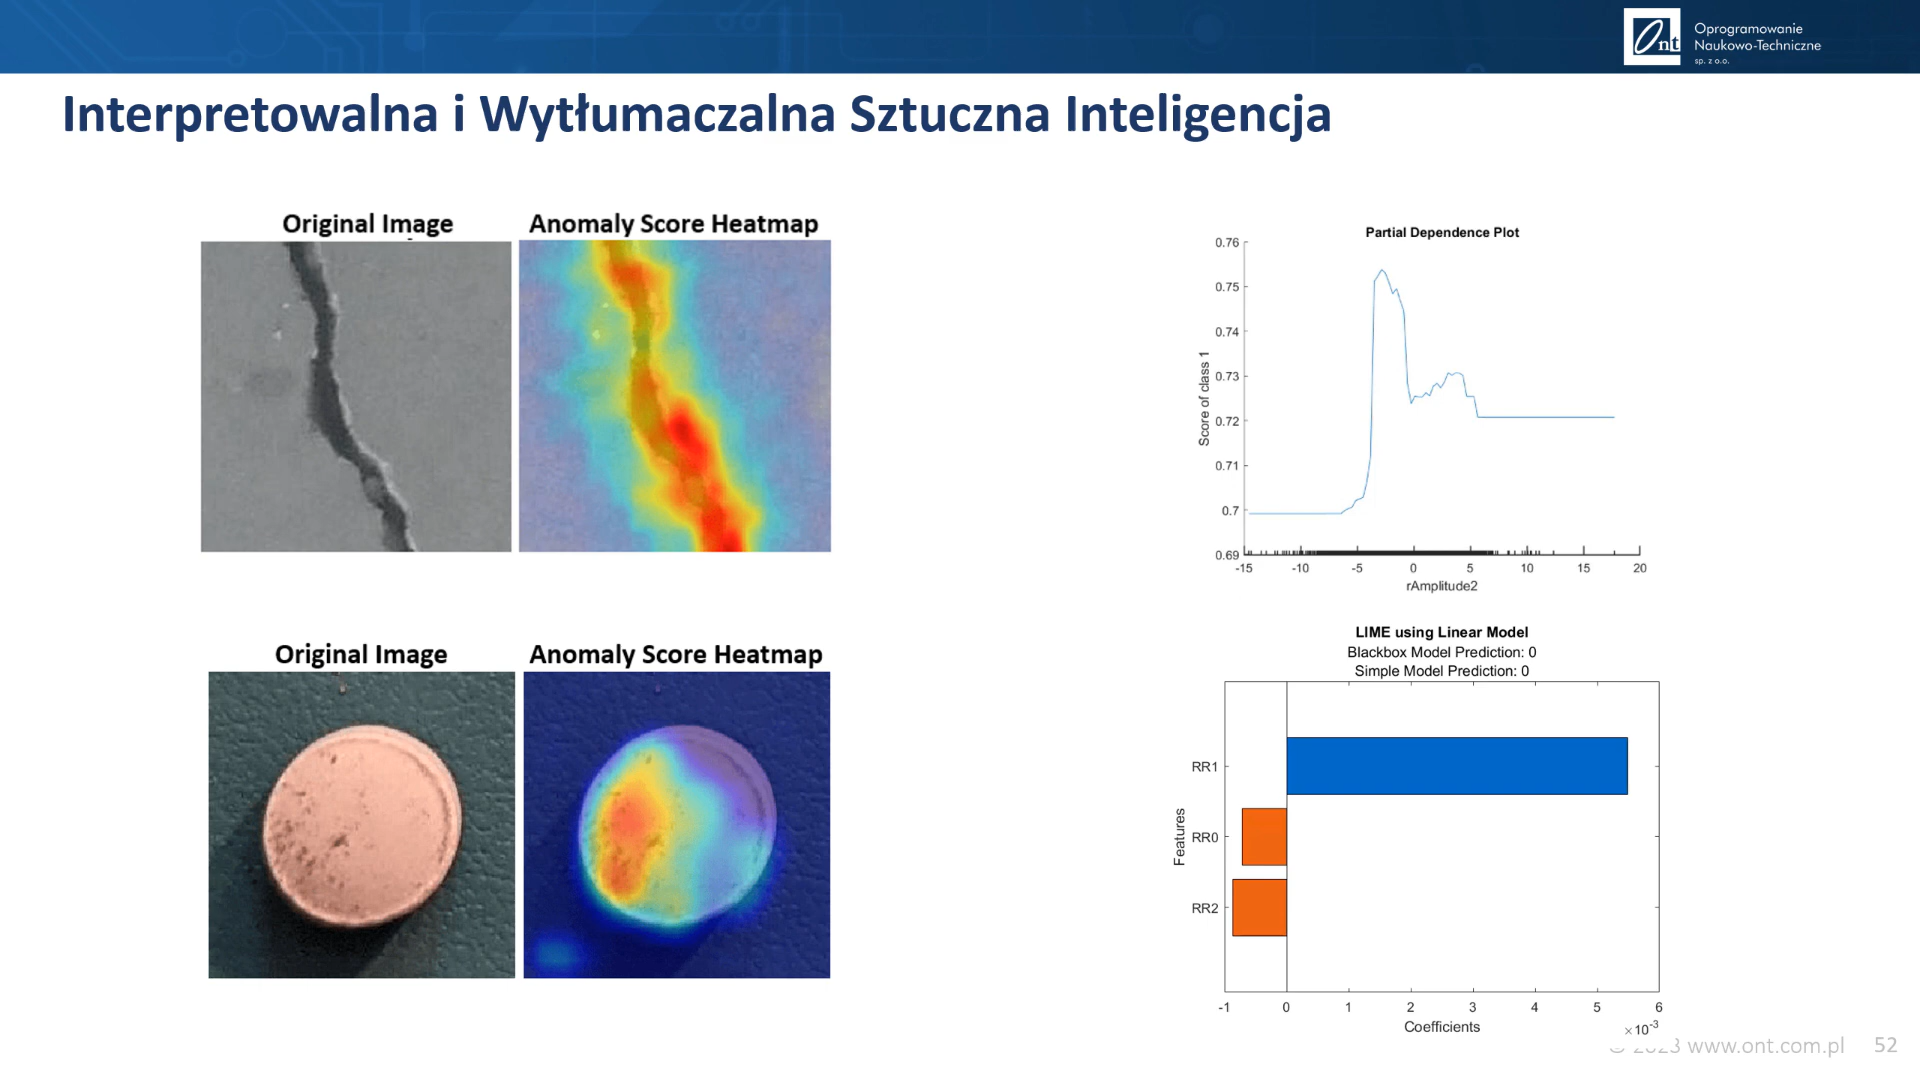 Ont
Oprogramowanie
Naukowo-Techniczne
sp. z o.o.
Interpretowalna i Wytłumaczalna Sztuczna Inteligencja
Original Image
Anomaly Score Heatmap
Original Image
Anomaly Score Heatmap
Partial Dependence Plot
0.76
0.75
0.74
0.73
0.72
0.71
0.7
0.69
Score of class 1
-15 -10 -5 0 5 10 15 20
rAmplitude2
LIME using Linear Model
Blackbox Model Prediction: 0
Simple Model Prediction: 0
RR1
RR0
RR2
Features
-1 0 1 2 3 4 5 6
Coefficients
×10-3
© 2023 www.ont.com.pl 52